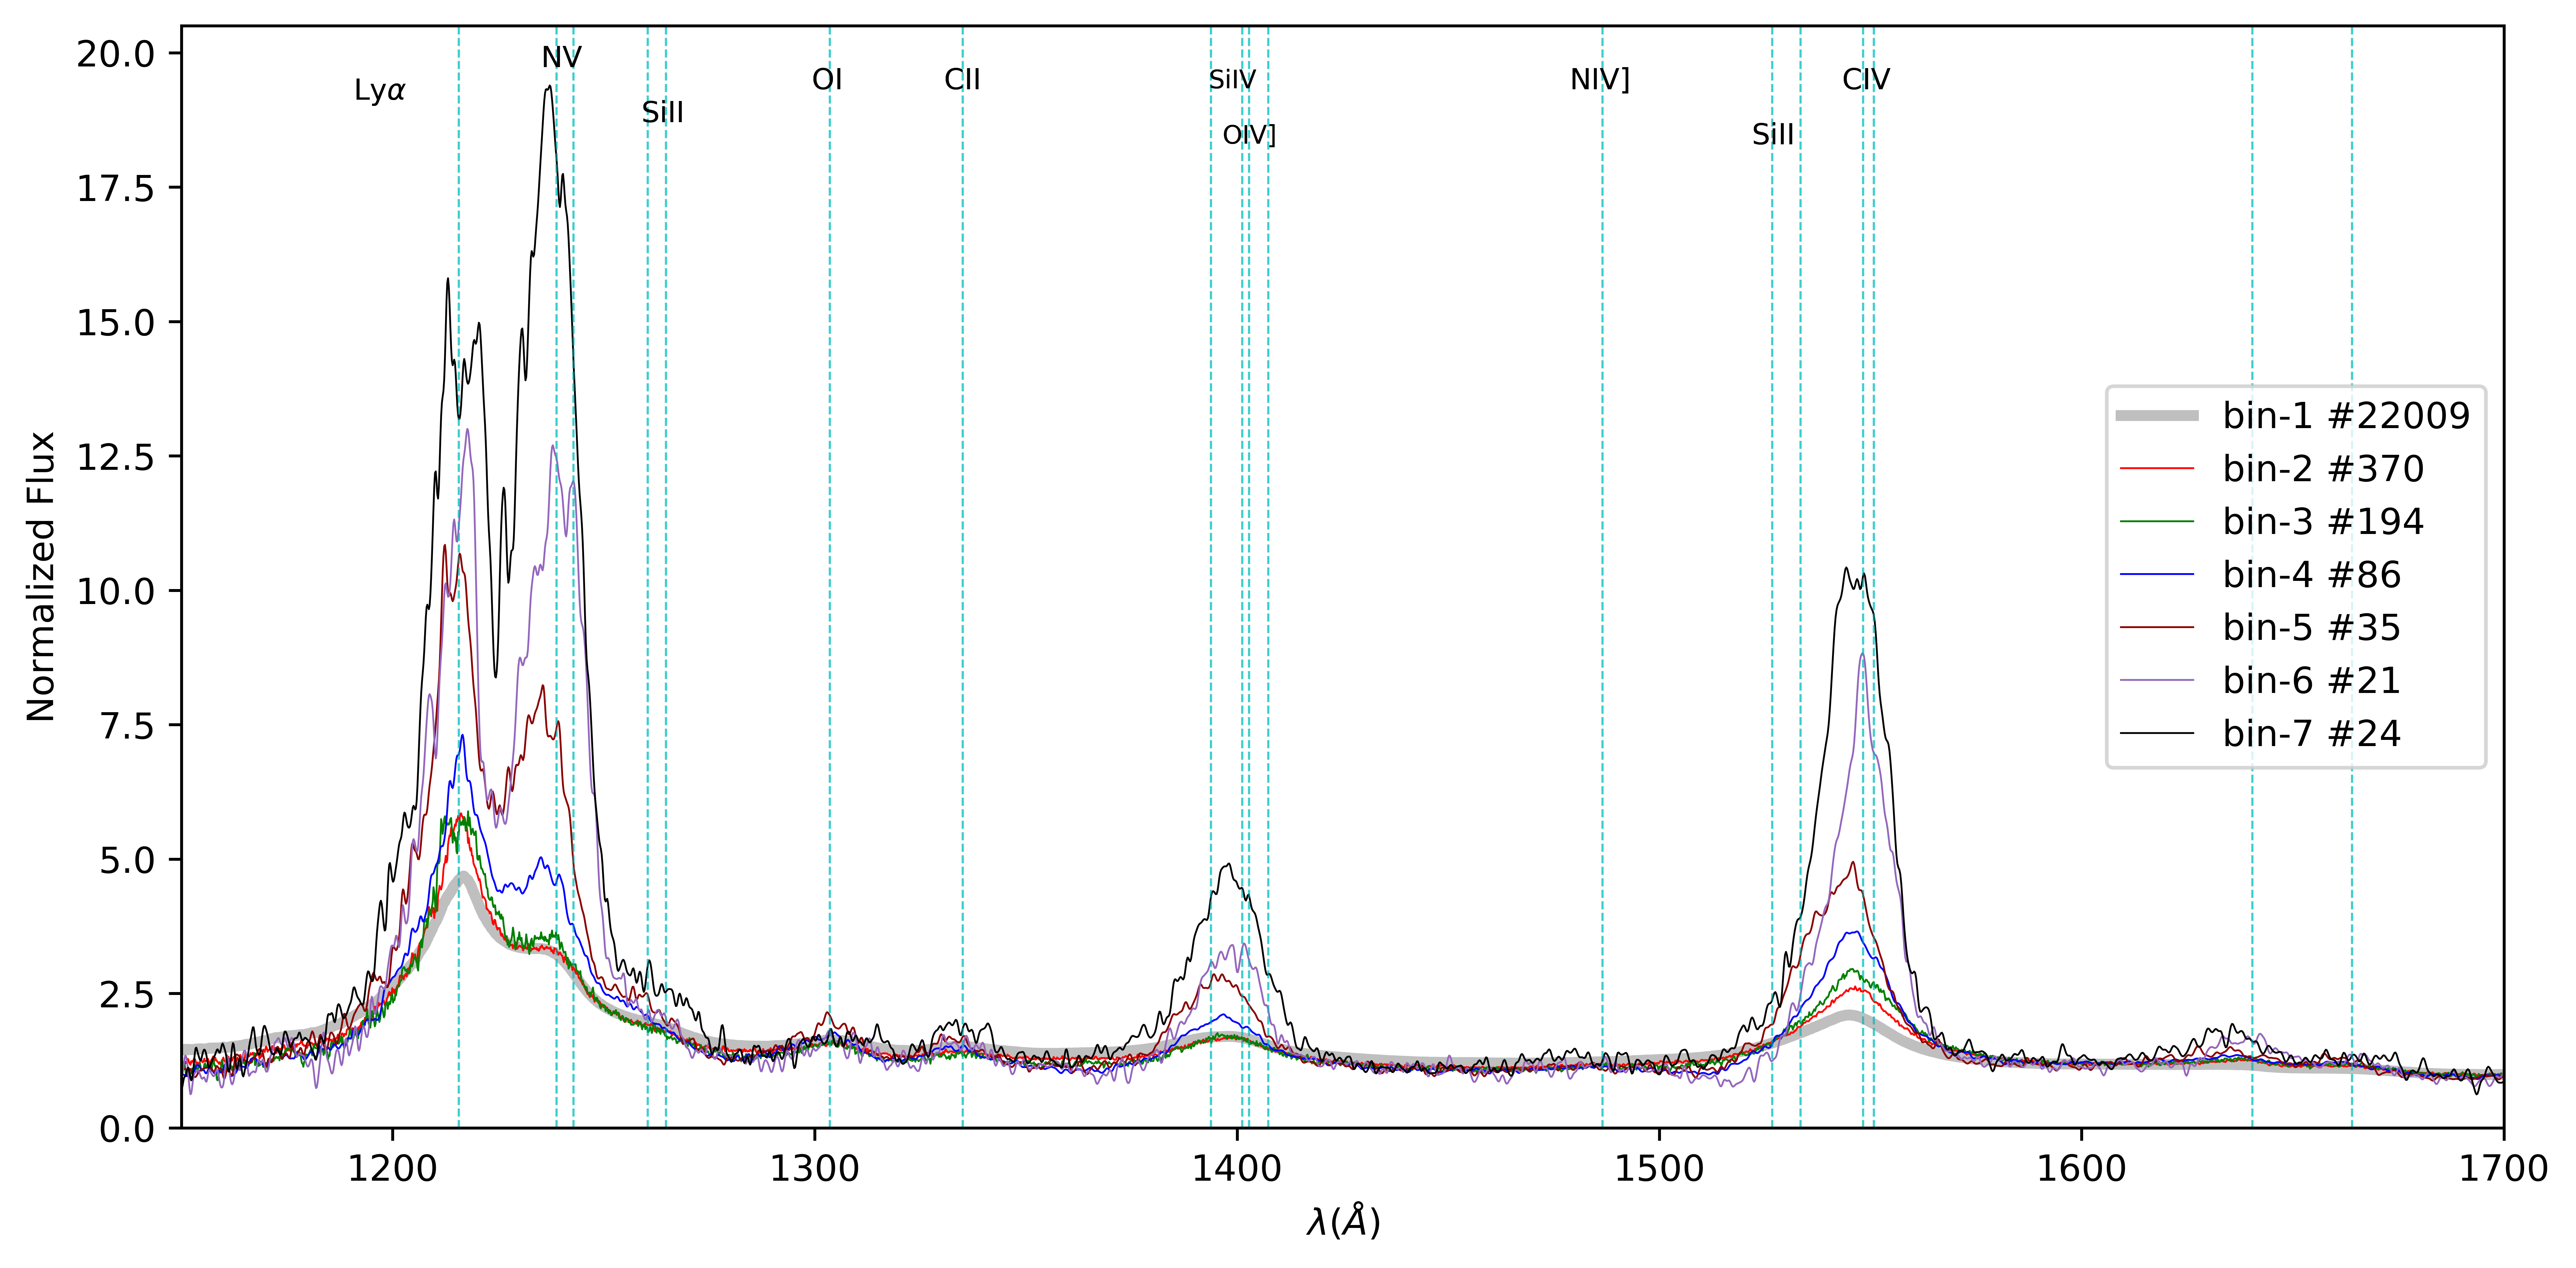 NV
Lyα
SiII
OI
CII
SiIV
OIV]
NIV]
SiII
CIV
20.0
17.5
15.0
12.5
10.0
7.5
5.0
2.5
0.0
Normalized Flux
bin-1 #22009
bin-2 #370
bin-3 #194
bin-4 #86
bin-5 #35
bin-6 #21
bin-7 #24
1200 1300 1400 1500 1600 1700
λ(Å)